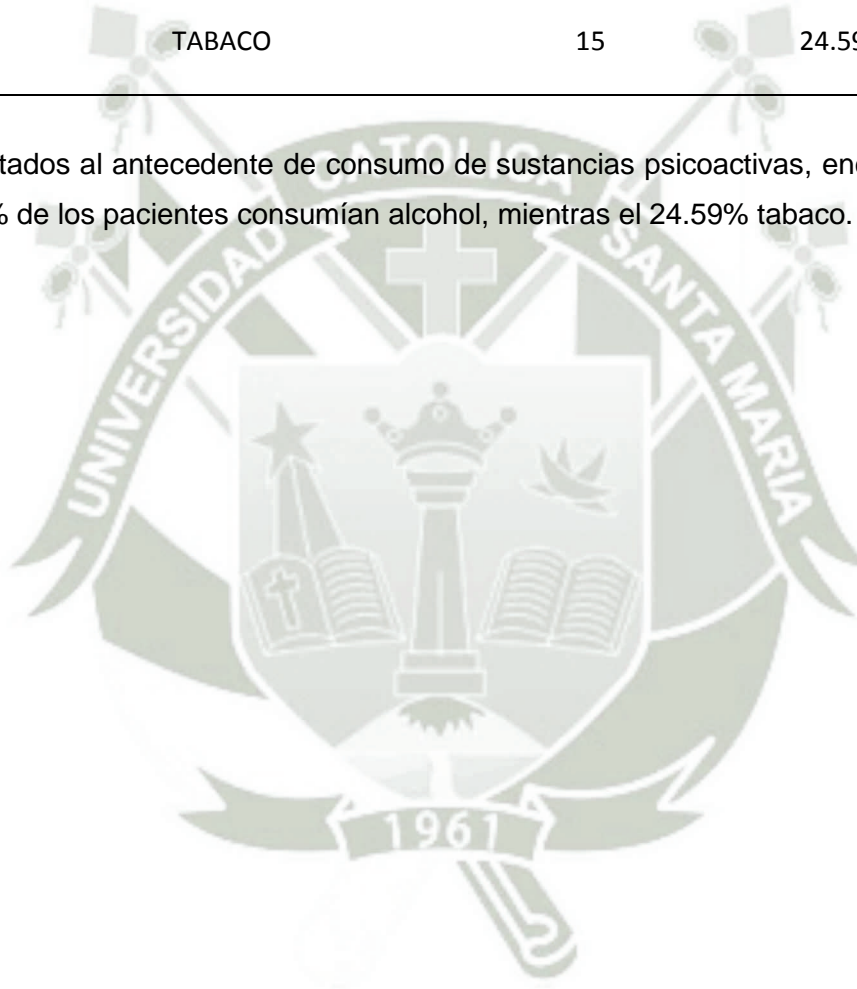 TABACO 15 24.59
tados al antecedente de consumo de sustancias psicoactivas, enc
% de los pacientes consumían alcohol, mientras el 24.59% tabaco.
UNIVERSIDAD CATOLICA SANTA MARIA
1961